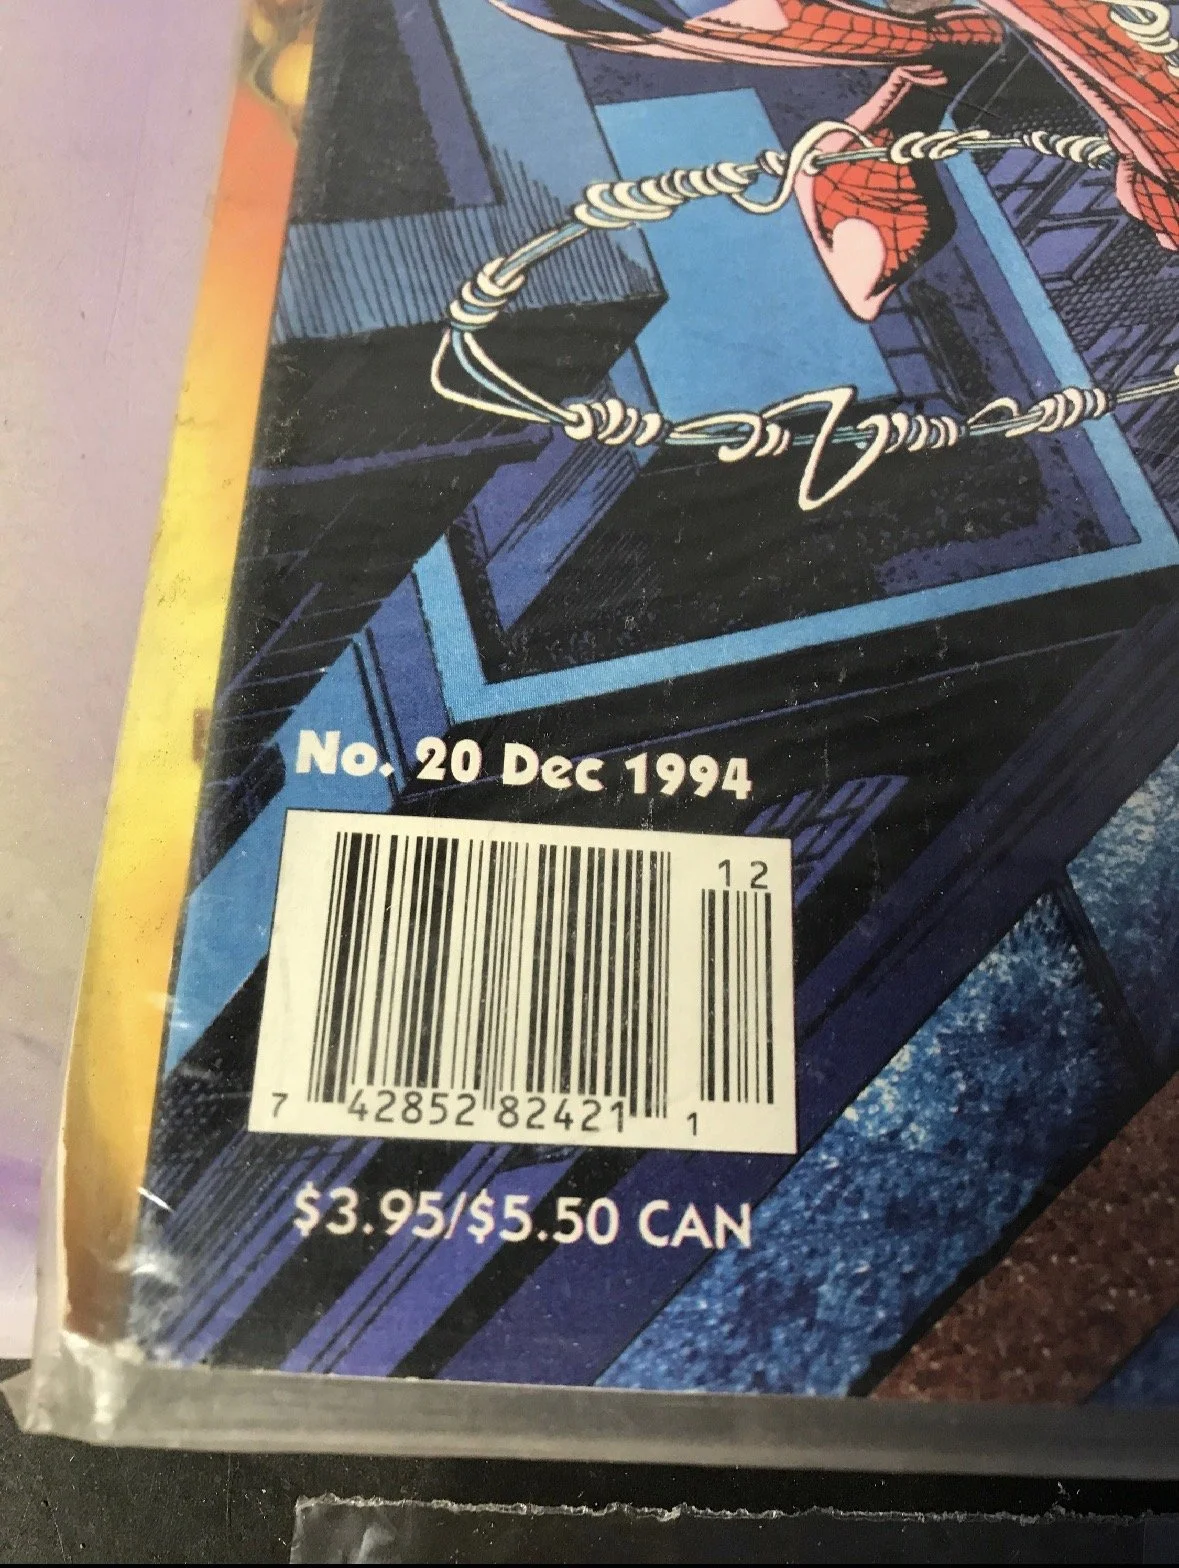 No. 20 Dec 1994
12
7 42852 82421 1
$3.95/$5.50 CAN